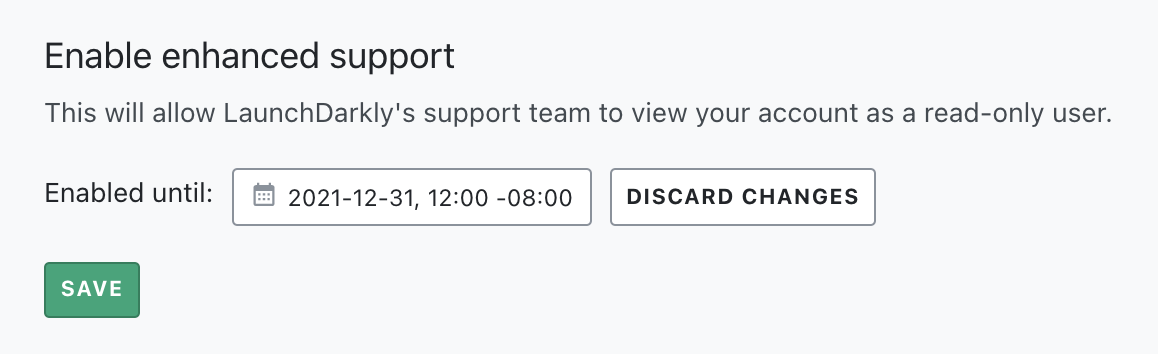 Enable enhanced support
This will allow LaunchDarkly's support team to view your account as a read-only user.
Enabled until: 2021-12-31, 12:00 -08:00 DISCARD CHANGES
SAVE